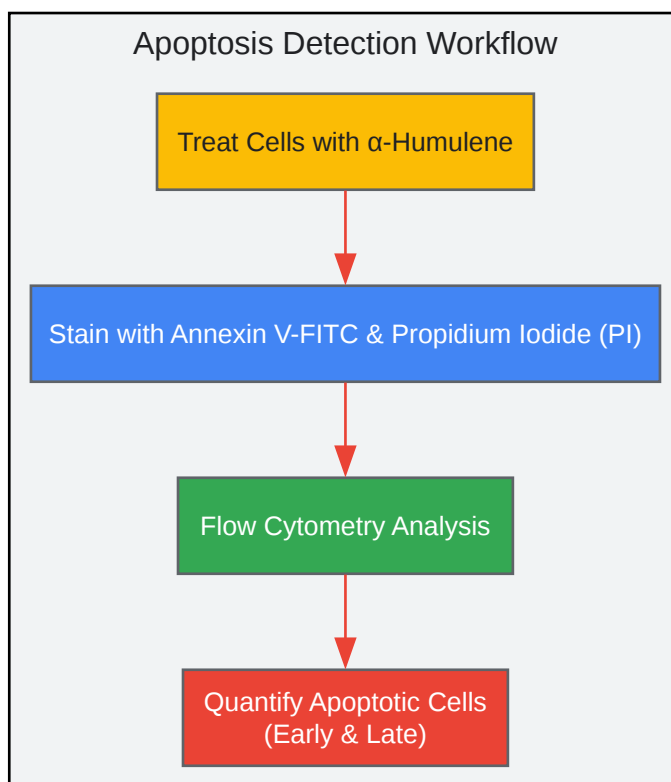 Apoptosis Detection Workflow
Treat Cells with α-Humulene
Stain with Annexin V-FITC & Propidium Iodide (PI)
Flow Cytometry Analysis
Quantify Apoptotic Cells
(Early & Late)